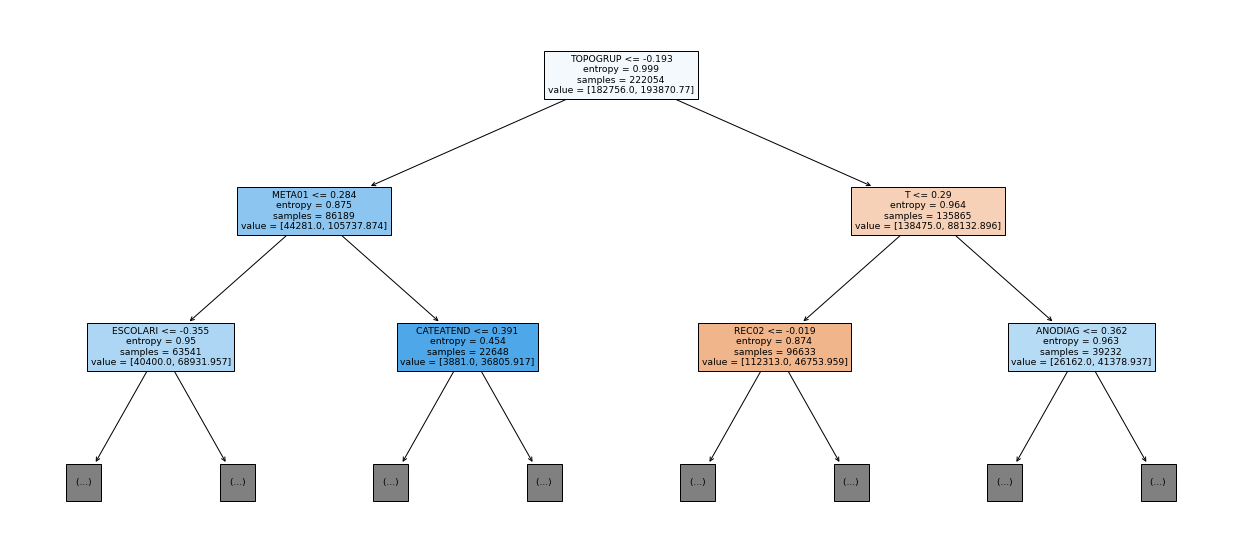 TOPOGRUP <= -0.193
entropy = 0.999
samples = 222054
value = [182756.0, 193870.77]
META01 <= 0.284
entropy = 0.875
samples = 86189
value = [44281.0, 105737.874]
T <= 0.29
entropy = 0.964
samples = 135865
value = [138475.0, 88132.896]
ESCOLARI <= -0.355
entropy = 0.95
samples = 63541
value = [40400.0, 68931.957]
CATEATEND <= 0.391
entropy = 0.454
samples = 22648
value = [3881.0, 36805.917]
REC02 <= -0.019
entropy = 0.874
samples = 96633
value = [112313.0, 46753.959]
ANODIAG <= 0.362
entropy = 0.963
samples = 39232
value = [26162.0, 41378.937]
(...)
(...)
(...)
(...)
(...)
(...)
(...)
(...)